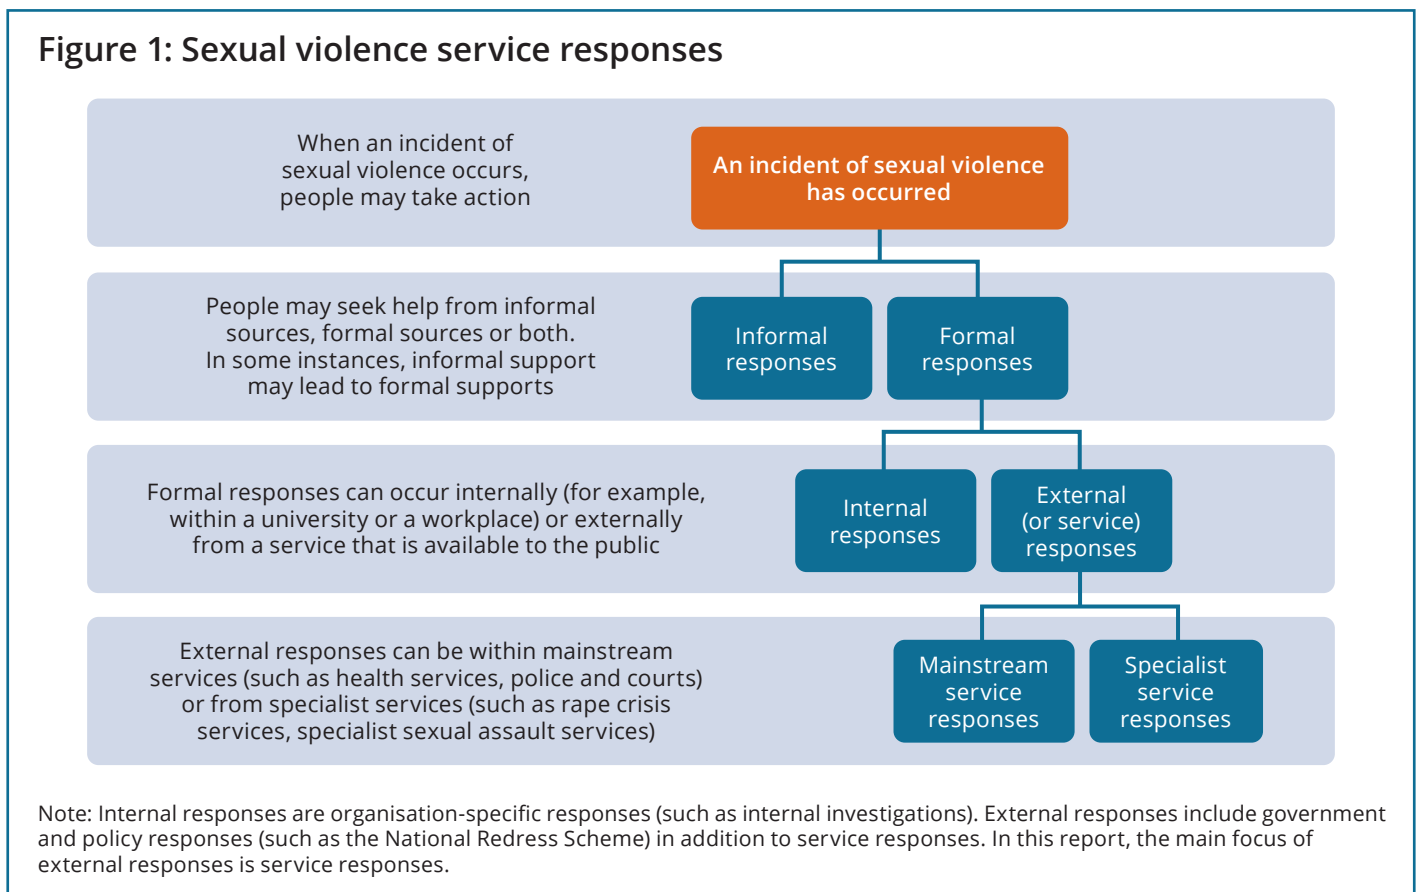 Figure 1: Sexual violence service responses
When an incident of
sexual violence occurs,
people may take action
An incident of sexual violence
has occurred
People may seek help from informal
sources, formal sources or both.
In some instances, informal support
may lead to formal supports
Informal
responses
Formal
responses
Formal responses can occur internally (for example,
within a university or a workplace) or externally
from a service that is available to the public
Internal
responses
External
(or service)
responses
External responses can be within mainstream
services (such as health services, police and courts)
or from specialist services (such as rape crisis
services, specialist sexual assault services)
Mainstream
service
responses
Specialist
service
responses
Note: Internal responses are organisation-specific responses (such as internal investigations). External responses include government
and policy responses (such as the National Redress Scheme) in addition to service responses. In this report, the main focus of
external responses is service responses.